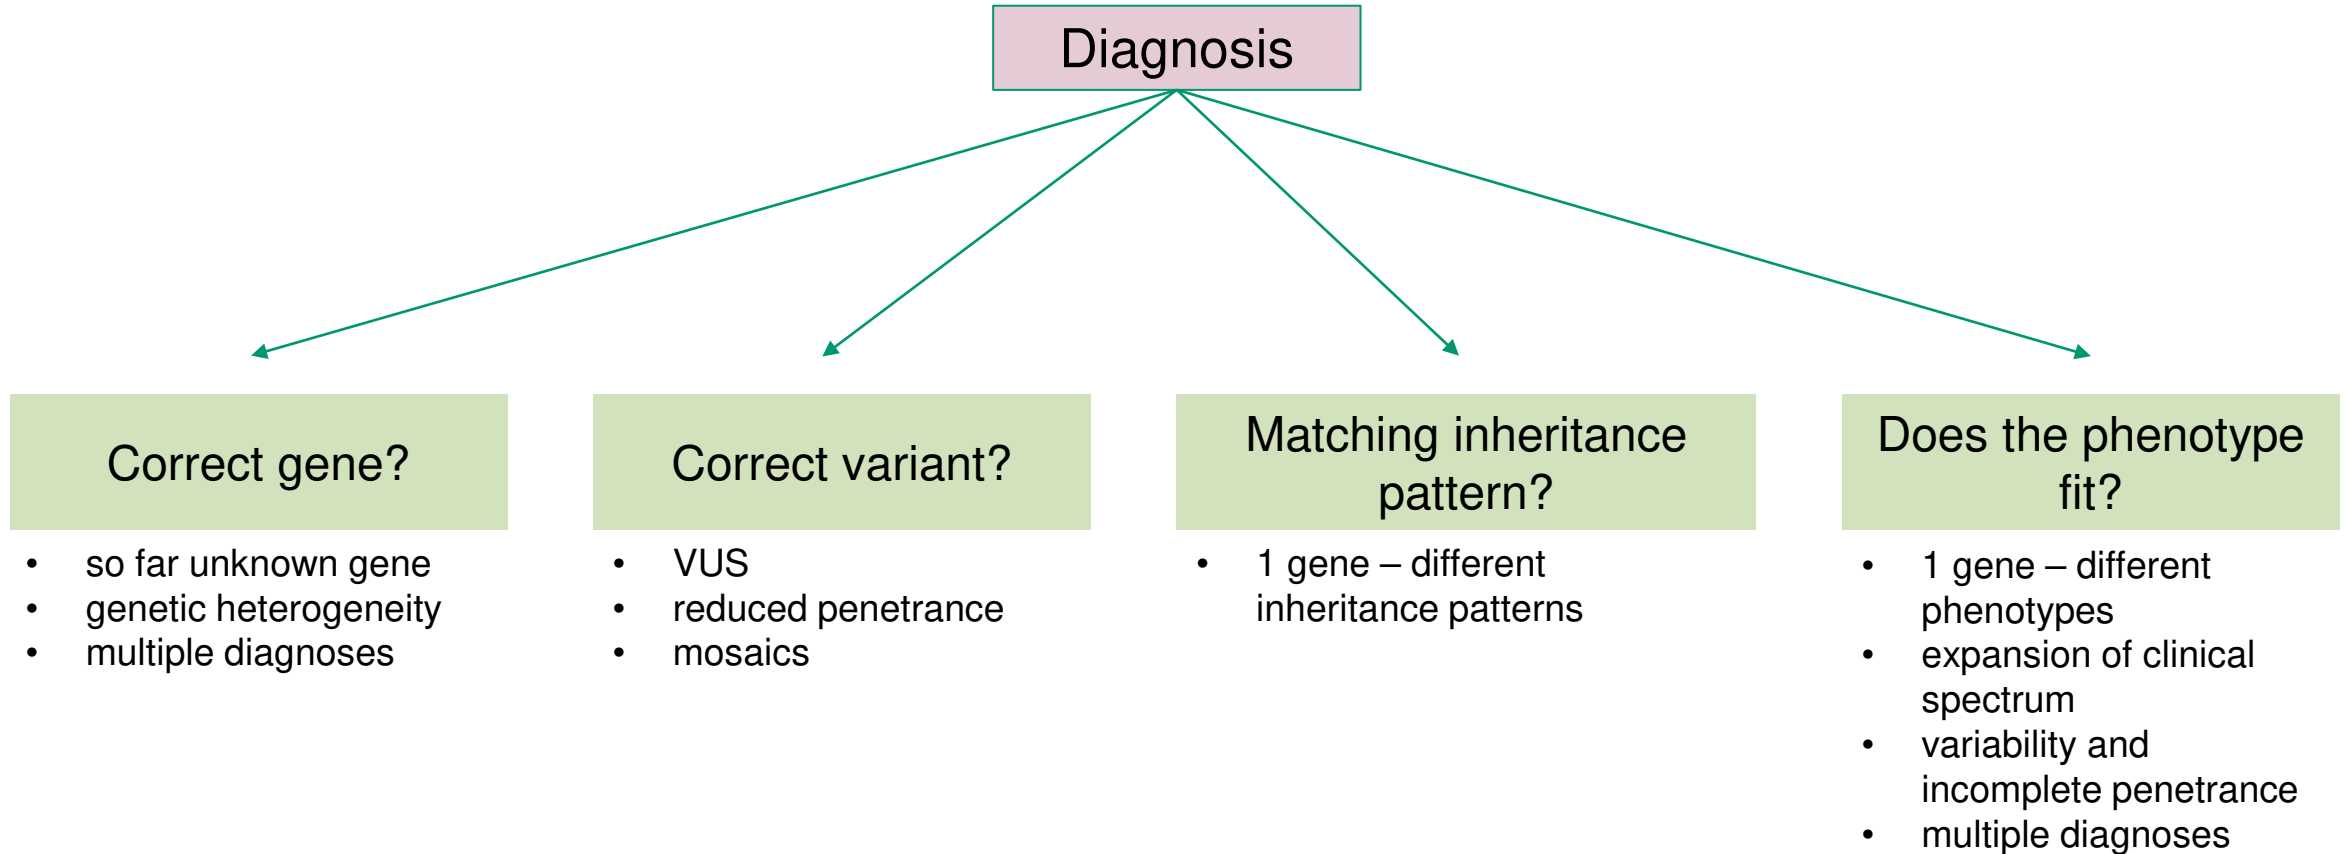 Diagnosis
Correct gene?
• so far unknown gene
• genetic heterogeneity
• multiple diagnoses
Correct variant?
• VUS
• reduced penetrance
• mosaics
Matching inheritance
pattern?
• 1 gene – different
inheritance patterns
Does the phenotype
fit?
• 1 gene – different
phenotypes
• expansion of clinical
spectrum
• variability and
incomplete penetrance
• multiple diagnoses